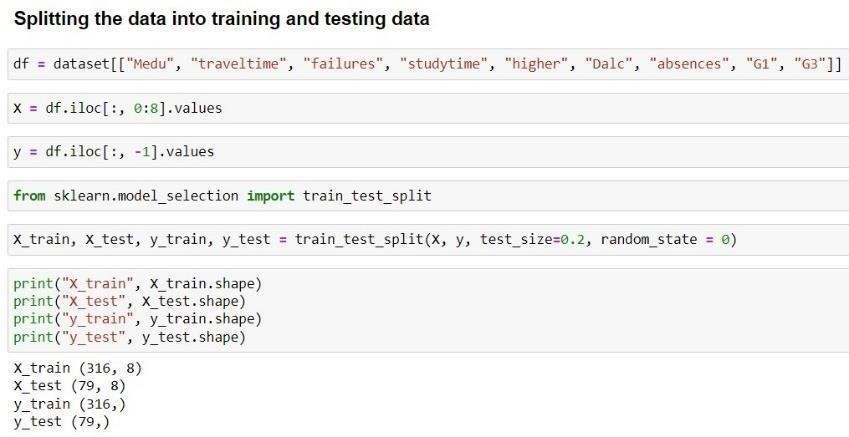 Splitting the data into training and testing data
df = dataset[["Medu", "traveltime", "failures", "studytime", "higher", "Dalc", "absences", "G1", "G3"]]
X = df.iloc[:, 0:8].values
y = df.iloc[:, -1].values
from sklearn.model_selection import train_test_split
X_train, X_test, y_train, y_test = train_test_split(X, y, test_size=0.2, random_state = 0)
print("X_train", X_train.shape)
print("X_test", X_test.shape)
print("y_train", y_train.shape)
print("y_test", y_test.shape)
X_train (316, 8)
X_test (79, 8)
y_train (316,)
y_test (79,)